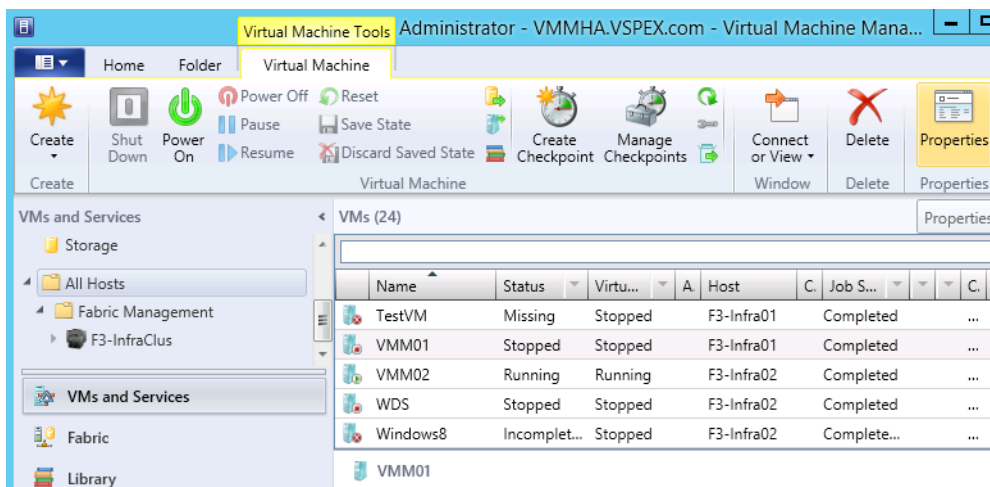 Virtual Machine Tools Administrator - VMMHA.VSPEX.com - Virtual Machine Mana...
Home Folder Virtual Machine
Create
Shut Down
Power On
Power Off
Pause
Resume
Reset
Save State
Discard Saved State
Create Checkpoint
Manage Checkpoints
Connect or View
Delete
Properties
Create Virtual Machine Window Delete Properties
VMs and Services
Storage
All Hosts
Fabric Management
F3-InfraClus
VMs and Services
Fabric
Library
VMs (24)
Properties
Name Status Virtu... A. Host C. Job S... C.
TestVM Missing Stopped F3-Infra01 Completed ...
VMM01 Stopped Stopped F3-Infra01 Completed ...
VMM02 Running Running F3-Infra02 Completed ...
WDS Stopped Stopped F3-Infra02 Completed ...
Windows8 Incomplet... Stopped F3-Infra02 Complete... ...
VMM01